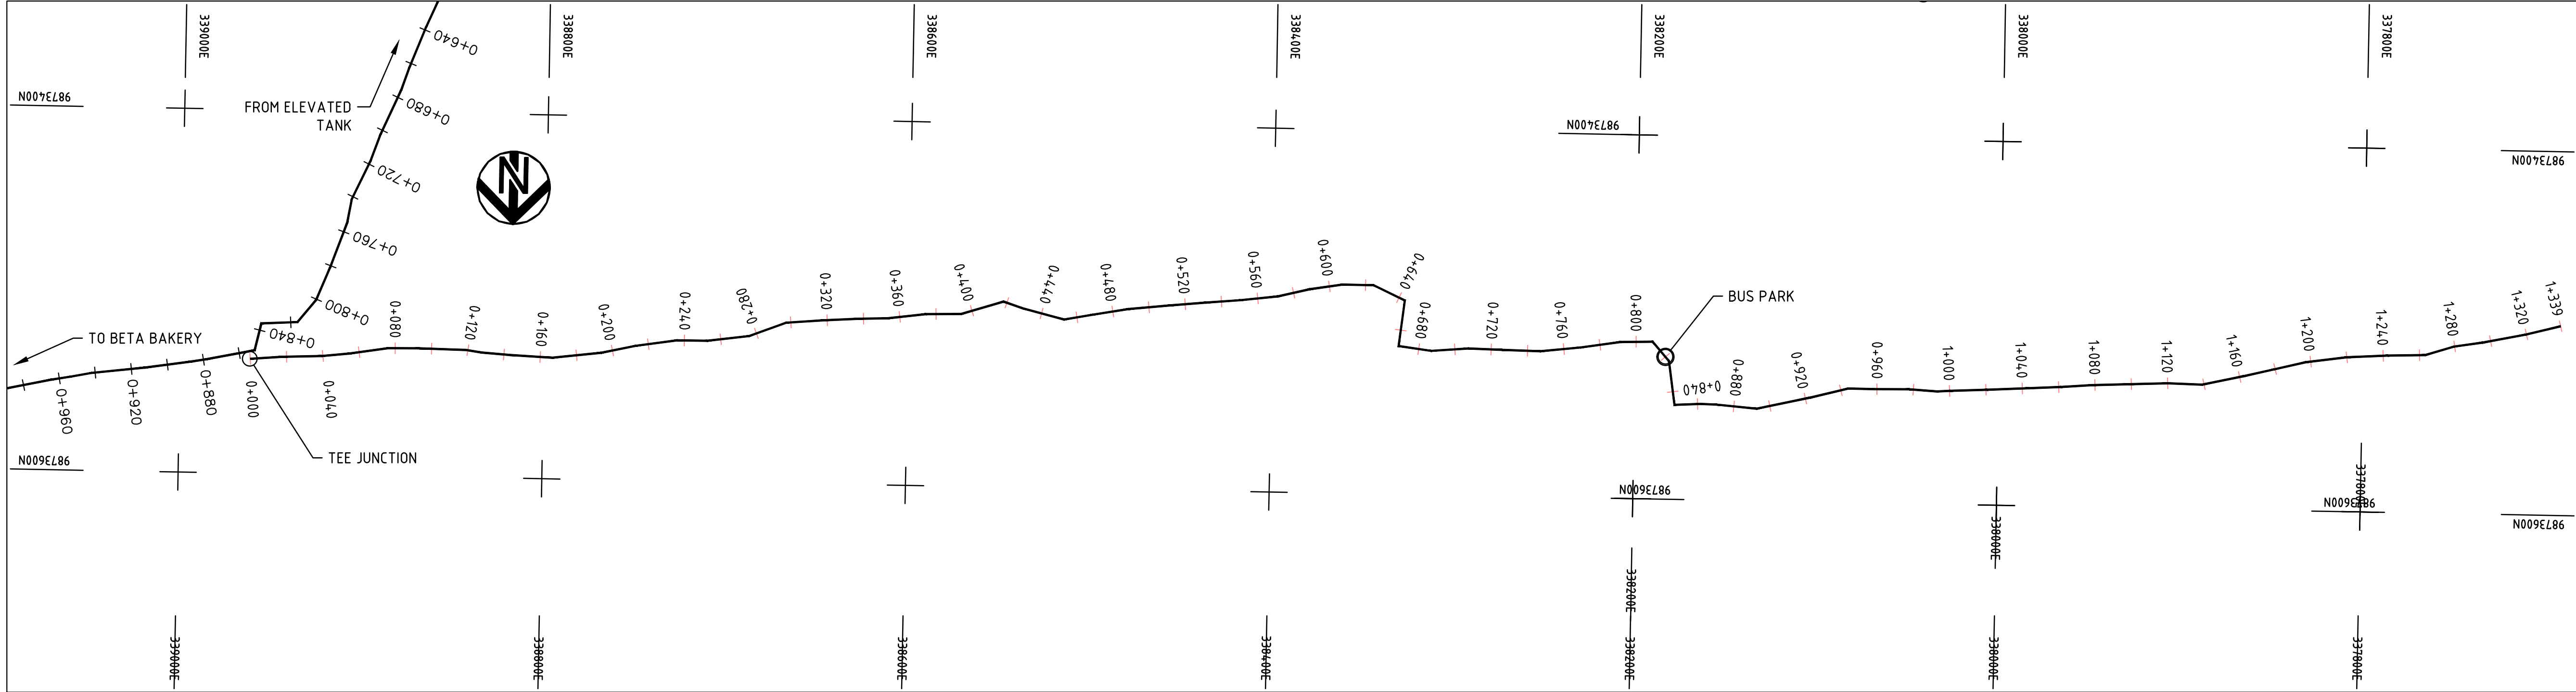 339000E
338800E
338600E
338400E
338200E
338000E
337800E
9873400N
9873400N
9873400N
FROM ELEVATED
TANK
N
0+640
0+680
0+720
0+760
0+800
0+840
TO BETA BAKERY
0+960
0+920
0+880
0+000
0+040
0+080
0+120
0+160
0+200
0+240
0+280
0+320
0+360
0+400
0+440
0+480
0+520
0+560
0+600
0+640
0+680
0+720
0+760
0+800
BUS PARK
0+840
0+880
0+920
0+960
1+000
1+040
1+080
1+120
1+160
1+200
1+240
1+280
1+320
1+339
TEE JUNCTION
9873600N
9873600N
9873600N
9873600N
337800E
338000E
338200E
339000E
338800E
338600E
338400E
338200E
338000E
337800E